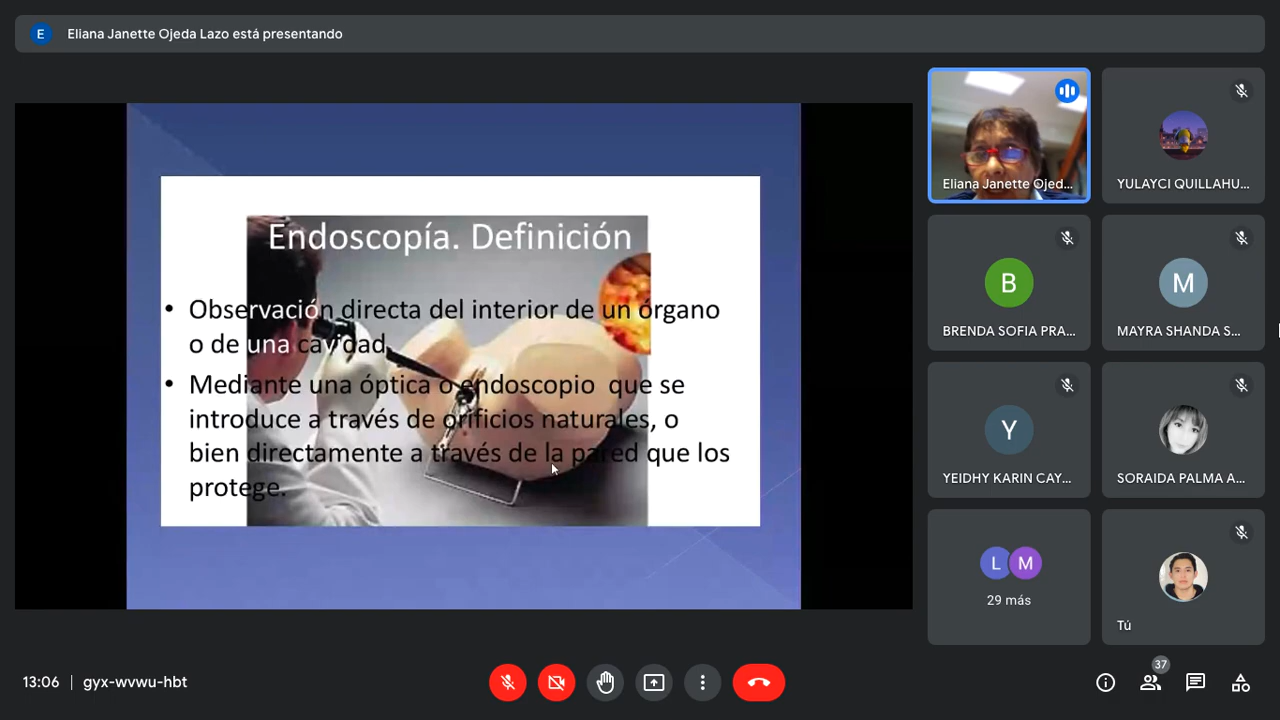 E
Eliana Janette Ojeda Lazo está presentando
Endoscopía. Definición
• Observación directa del interior de un órgano
o de una cavidad.
• Mediante una óptica o endoscopio que se
introduce a través de orificios naturales, o
bien directamente a través de la pared que los
protege.
Eliana Janette Ojed...
YULAYCI QUILLAHU...
B
BRENDA SOFIA PRA...
M
MAYRA SHANDA S...
Y
YEIDHY KARIN CAY...
SORAIDA PALMA A...
L M
29 más
Tú
13:06 | gyx-wvwu-hbt
37